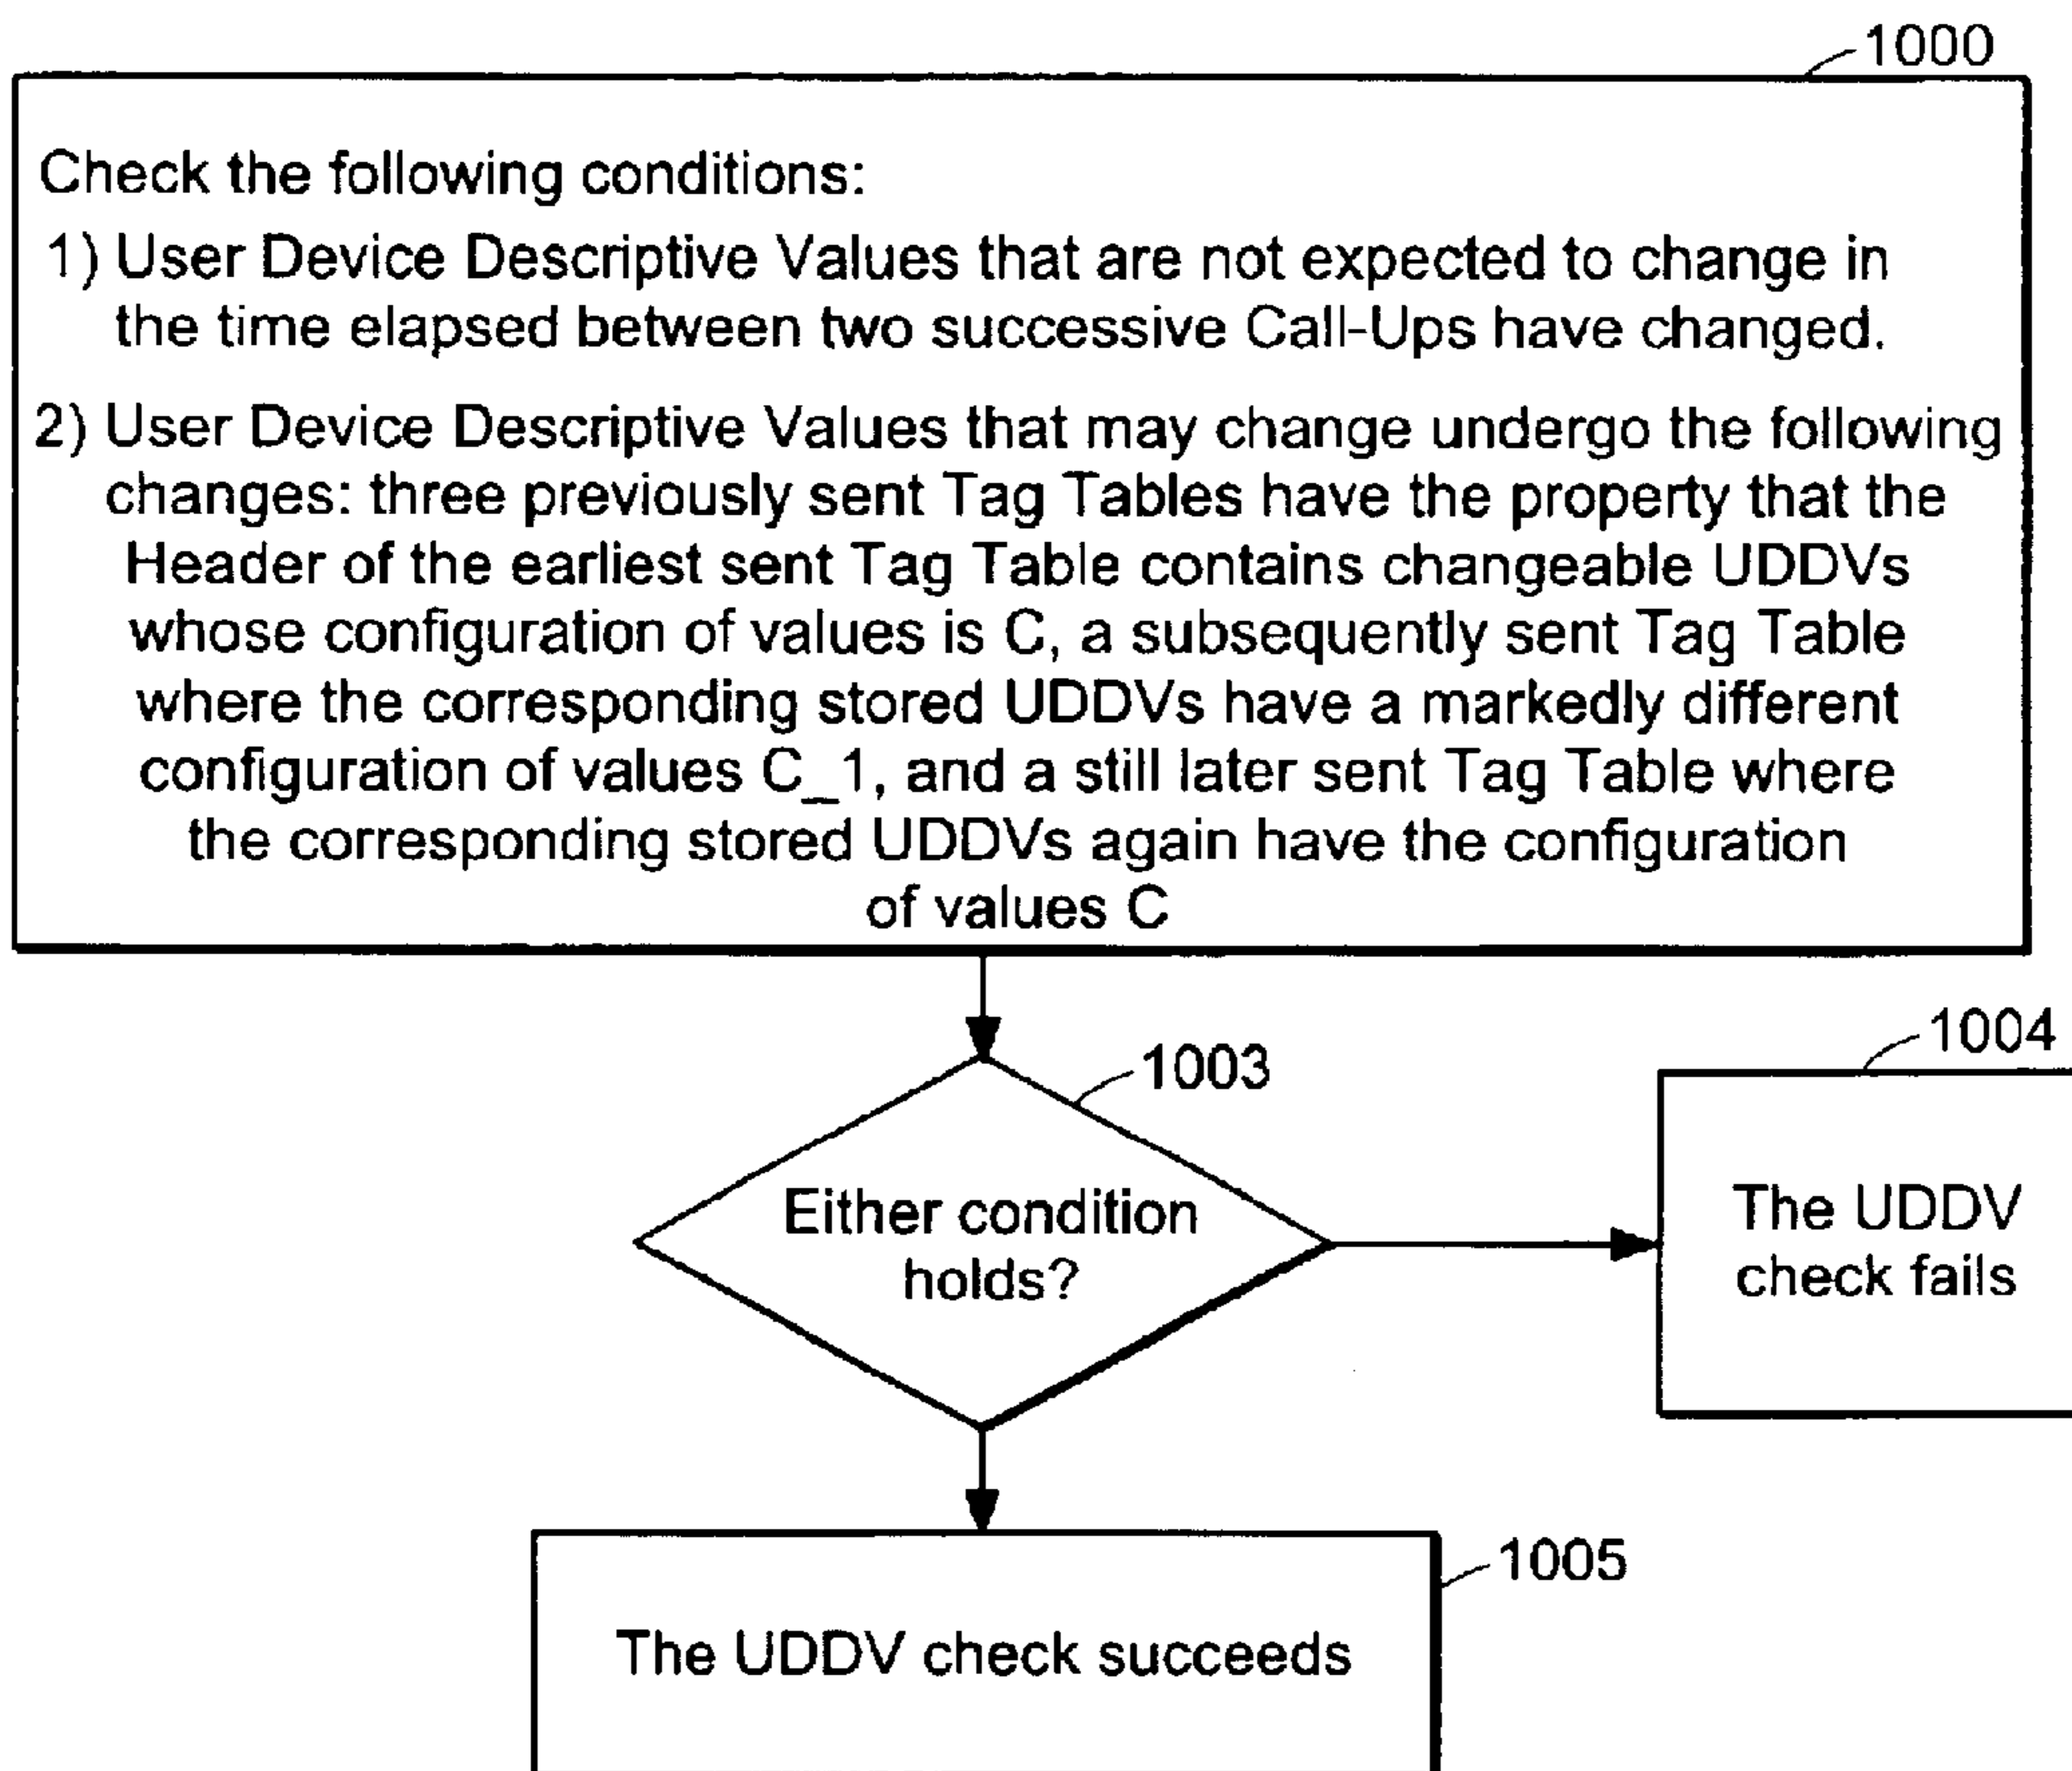 1000
Check the following conditions:
1) User Device Descriptive Values that are not expected to change in
the time elapsed between two successive Call-Ups have changed.
2) User Device Descriptive Values that may change undergo the following
changes: three previously sent Tag Tables have the property that the
Header of the earliest sent Tag Table contains changeable UDDVs
whose configuration of values is C, a subsequently sent Tag Table
where the corresponding stored UDDVs have a markedly different
configuration of values C_1, and a still later sent Tag Table where
the corresponding stored UDDVs again have the configuration
of values C
1003
Either condition
holds?
1004
The UDDV
check fails
1005
The UDDV check succeeds